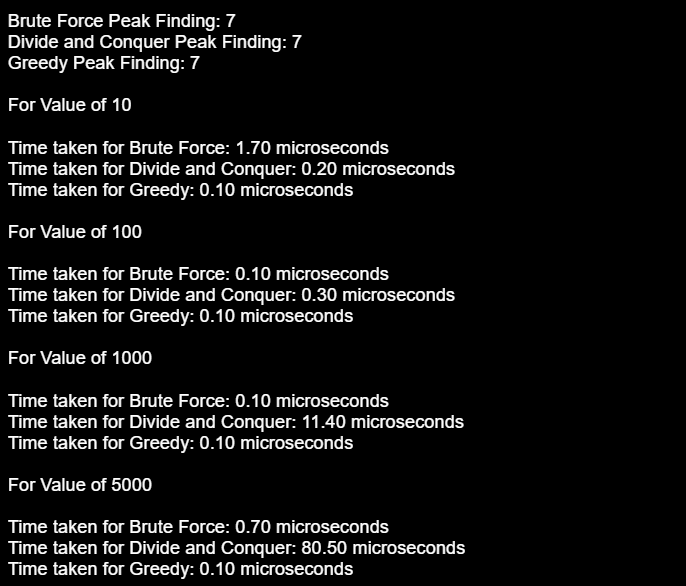 Brute Force Peak Finding: 7
Divide and Conquer Peak Finding: 7
Greedy Peak Finding: 7
For Value of 10
Time taken for Brute Force: 1.70 microseconds
Time taken for Divide and Conquer: 0.20 microseconds
Time taken for Greedy: 0.10 microseconds
For Value of 100
Time taken for Brute Force: 0.10 microseconds
Time taken for Divide and Conquer: 0.30 microseconds
Time taken for Greedy: 0.10 microseconds
For Value of 1000
Time taken for Brute Force: 0.10 microseconds
Time taken for Divide and Conquer: 11.40 microseconds
Time taken for Greedy: 0.10 microseconds
For Value of 5000
Time taken for Brute Force: 0.70 microseconds
Time taken for Divide and Conquer: 80.50 microseconds
Time taken for Greedy: 0.10 microseconds